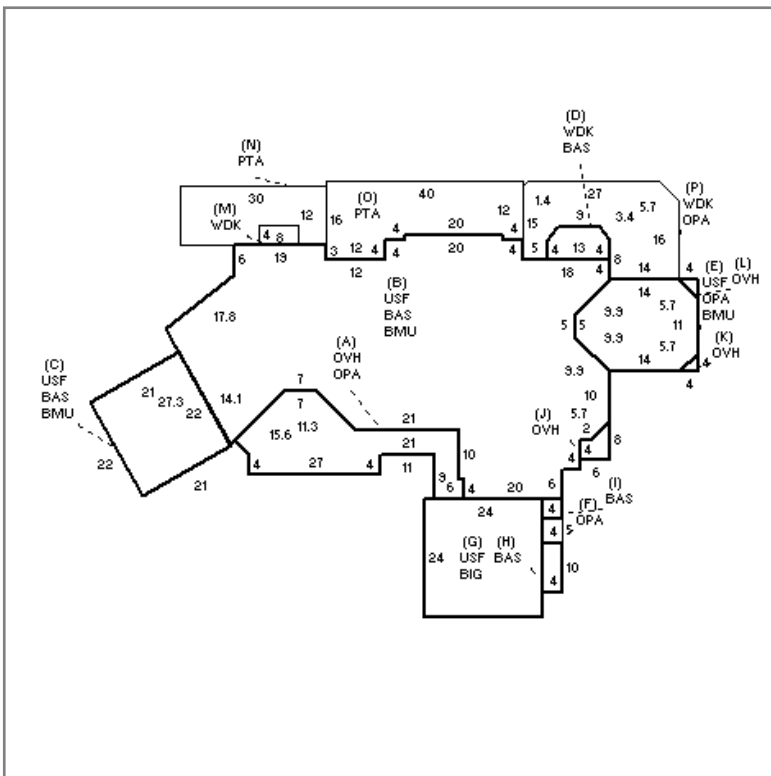 (D)
WDK
BAS
(N)
PTA
30
40
1.4
27
5.7
(P)
WDK
OPA
(M)
WDK
12
16
(O)
PTA
4
20
12
4
15
9
3.4
16
4
8
19
3
12
4
4
20
4
5
4
13
4
18
4
8
14
4
(E)
USF
OPA
BMU
(L)
OVH
6
12
(B)
USF
BAS
BMU
14
5.7
17.8
9.9
5
5
9.9
11
5.7
(K)
OVH
(C)
USF
BAS
BMU
(A)
OVH
OPA
9.9
14
4
4
21
27.3
22
14.1
7
7
10
5.7
21
15.6
11.3
21
(J)
OVH
2
8
22
21
4
27
4
11
10
9
6
4
4
4
6
20
24
6
(I)
BAS
4
(F)
OPA
24
(G)
USF
BIG
(H)
BAS
4
5
10
4